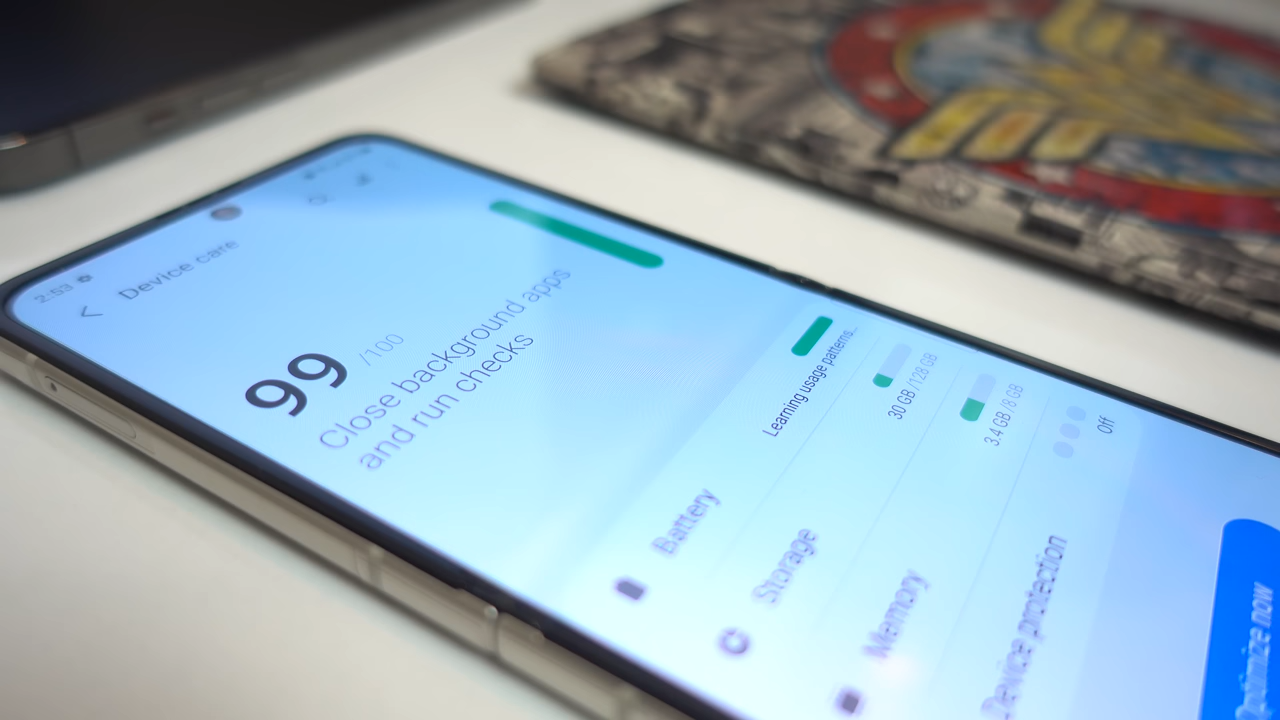 2:53
Device care
99 /100
Close background apps
and run checks
Battery
Learning usage patterns...
Storage
30 GB /128 GB
Memory
3.4 GB /8 GB
Device protection
Off
Optimize now